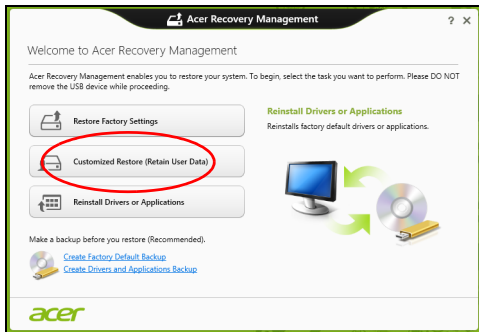 Acer Recovery Management
? ×
Welcome to Acer Recovery Management
Acer Recovery Management enables you to restore your system. To begin, select the task you want to perform. Please DO NOT
remove the USB device while proceeding.
Restore Factory Settings
Customized Restore (Retain User Data)
Reinstall Drivers or Applications
Reinstall Drivers or Applications
Reinstalls factory default drivers or applications.
Make a backup before you restore (Recommended).
Create Factory Default Backup
Create Drivers and Applications Backup
acer